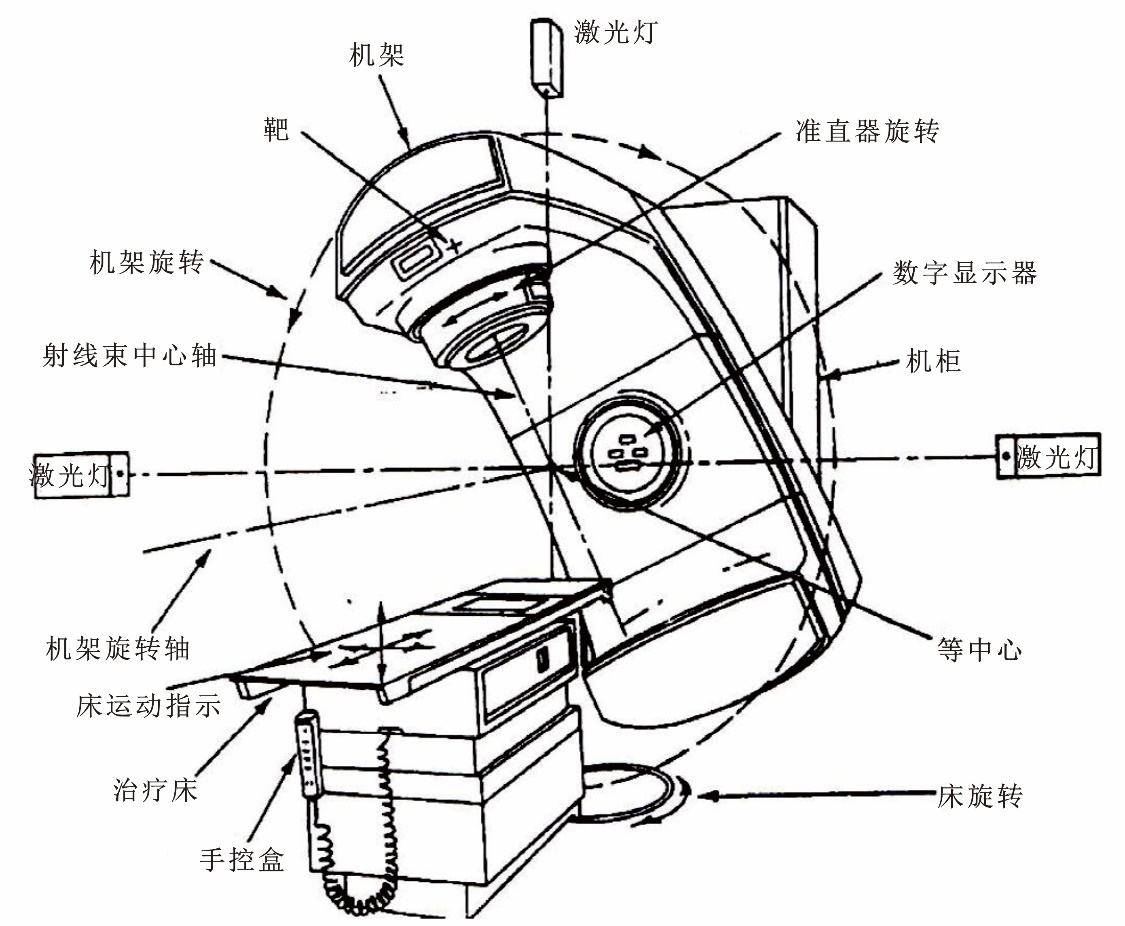 激光灯
机架
靶
准直器旋转
机架旋转
数字显示器
射线束中心轴
机柜
激光灯
激光灯
机架旋转轴
等中心
床运动指示
治疗床
床旋转
手控盒